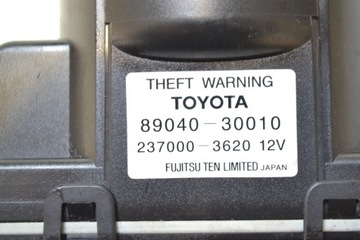 THEFT WARNING
TOYOTA
89040-30010
237000-3620 12V
FUJITSU TEN LIMITED JAPAN